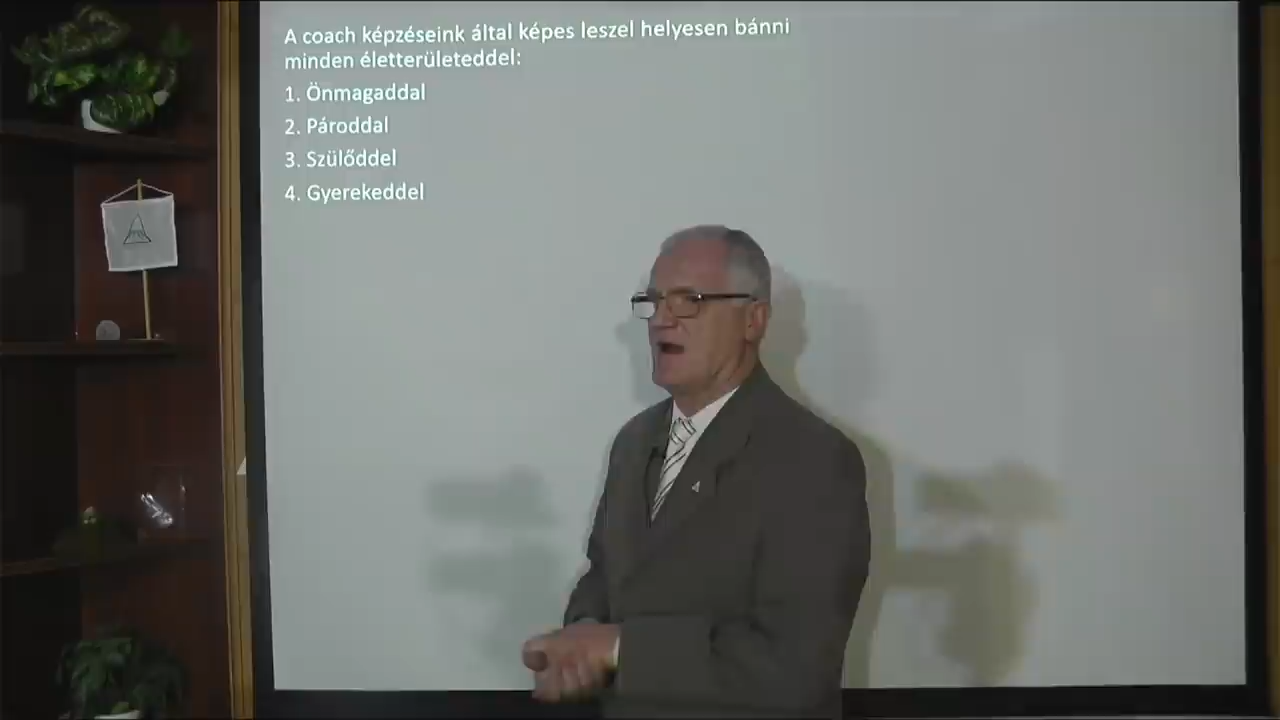 A coach képzéseink által képes leszel helyesen bánni
minden életterületeddel:
1. Önmagaddal
2. Pároddal
3. Szülőddel
4. Gyerekeddel